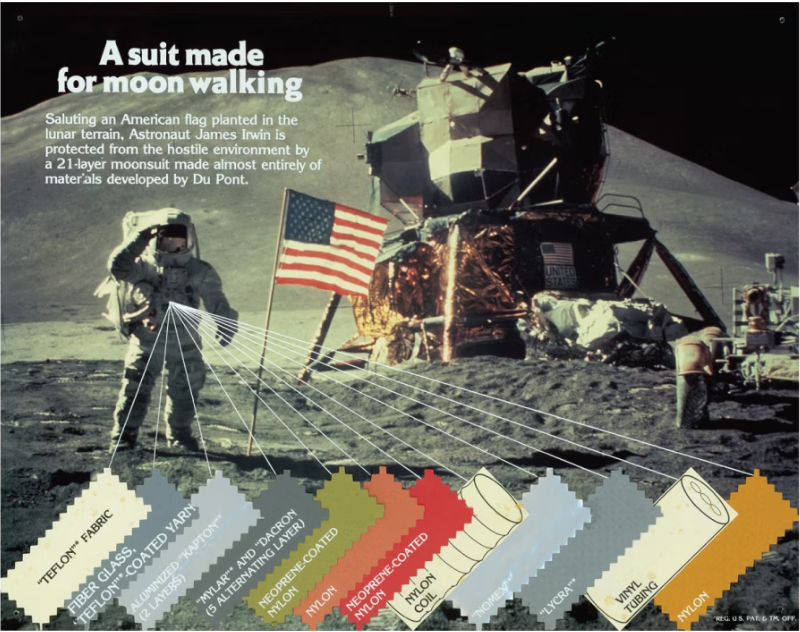 A suit made
for moon walking
Saluting an American flag planted in the
lunar terrain, Astronaut James Irwin is
protected from the hostile environment by
a 21-layer moonsuit made almost entirely of
materials developed by Du Pont.
UNITED
STATES
"TEFLON"* FABRIC
FIBER GLASS,
"TEFLON"*-COATED YARN
ALUMINIZED "KAPTON"*
(2 LAYERS)
"MYLAR"* AND "DACRON
(5 ALTERNATING LAYER)
NEOPRENE-COATED
NYLON
NYLON
NEOPRENE-COATED
NYLON
NYLON
COIL
"NOMEX"*
"LYCRA"*
VINYL
TUBING
NYLON
*REG. U.S. PAT. & TM. OFF.